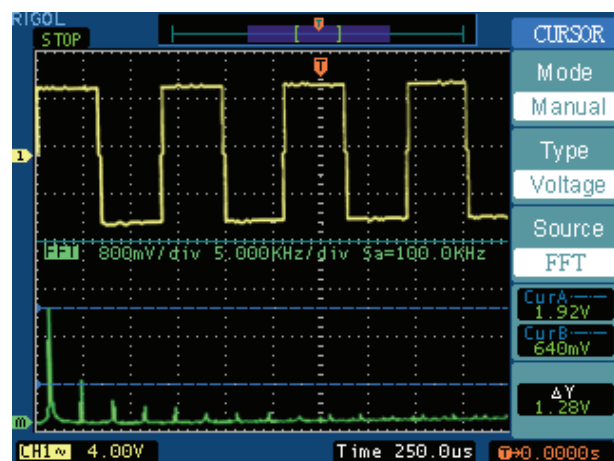 RIGOL
STOP
T
CURSOR
T
Mode
Manual
1
Type
Voltage
Source
FFT
FFT 800mV/div 5.000KHz/div Sa=100.0KHz
CurA:
1.92V
CurB:
640mV
ΔY
1.28V
m
CH1~ 4.00V
Time 250.0us
T→0.0000s